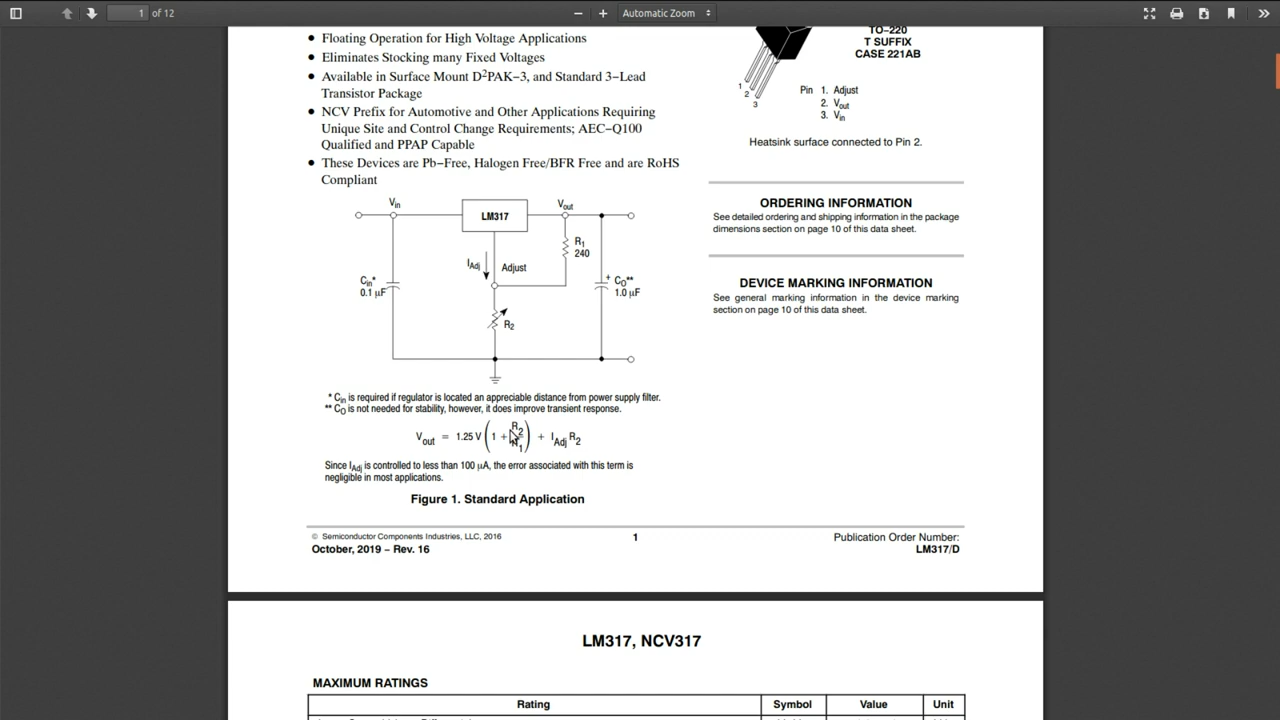 1 of 12
Automatic Zoom
• Floating Operation for High Voltage Applications
• Eliminates Stocking many Fixed Voltages
• Available in Surface Mount D2PAK−3, and Standard 3−Lead
Transistor Package
• NCV Prefix for Automotive and Other Applications Requiring
Unique Site and Control Change Requirements; AEC−Q100
Qualified and PPAP Capable
• These Devices are Pb−Free, Halogen Free/BFR Free and are RoHS
Compliant
Vin
LM317
Vout
R1
240
IAdj
Adjust
Cin*
0.1 μF
+ CO**
1.0 μF
R2
* Cin is required if regulator is located an appreciable distance from power supply filter.
** CO is not needed for stability, however, it does improve transient response.
Vout = 1.25 V (1 + R2/R1) + IAdj R2
Since IAdj is controlled to less than 100 μA, the error associated with this term is
negligible in most applications.
Figure 1. Standard Application
TO−220
T SUFFIX
CASE 221AB
1
2
3
Pin 1. Adjust
2. Vout
3. Vin
Heatsink surface connected to Pin 2.
ORDERING INFORMATION
See detailed ordering and shipping information in the package
dimensions section on page 10 of this data sheet.
DEVICE MARKING INFORMATION
See general marking information in the device marking
section on page 10 of this data sheet.
© Semiconductor Components Industries, LLC, 2016
October, 2019 − Rev. 16
1
Publication Order Number:
LM317/D
LM317, NCV317
MAXIMUM RATINGS
Rating Symbol Value Unit